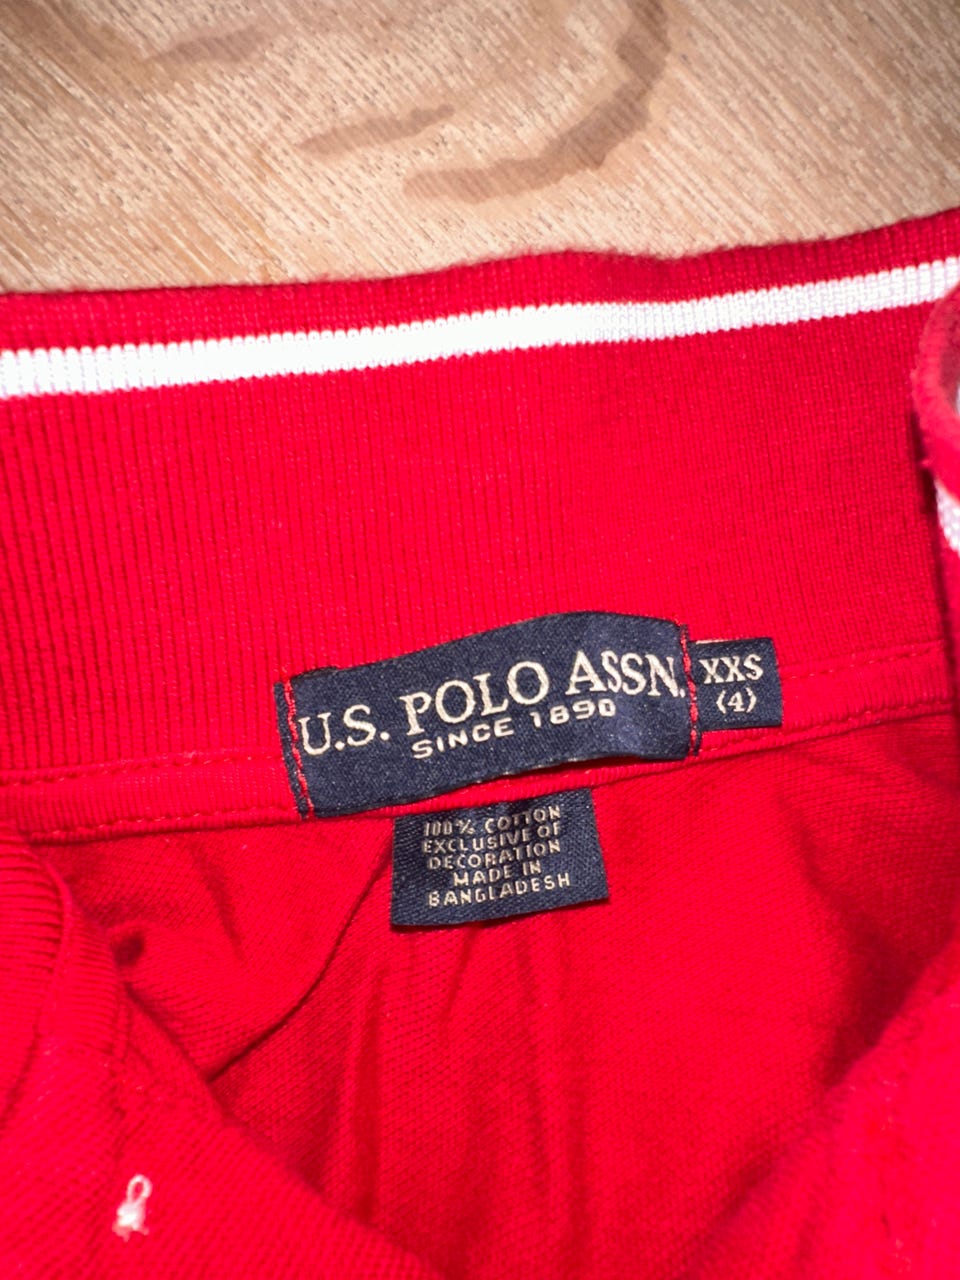 U.S. POLO ASSN.
SINCE 1890
XXS
(4)
100% COTTON
EXCLUSIVE OF
DECORATION
MADE IN
BANGLADESH